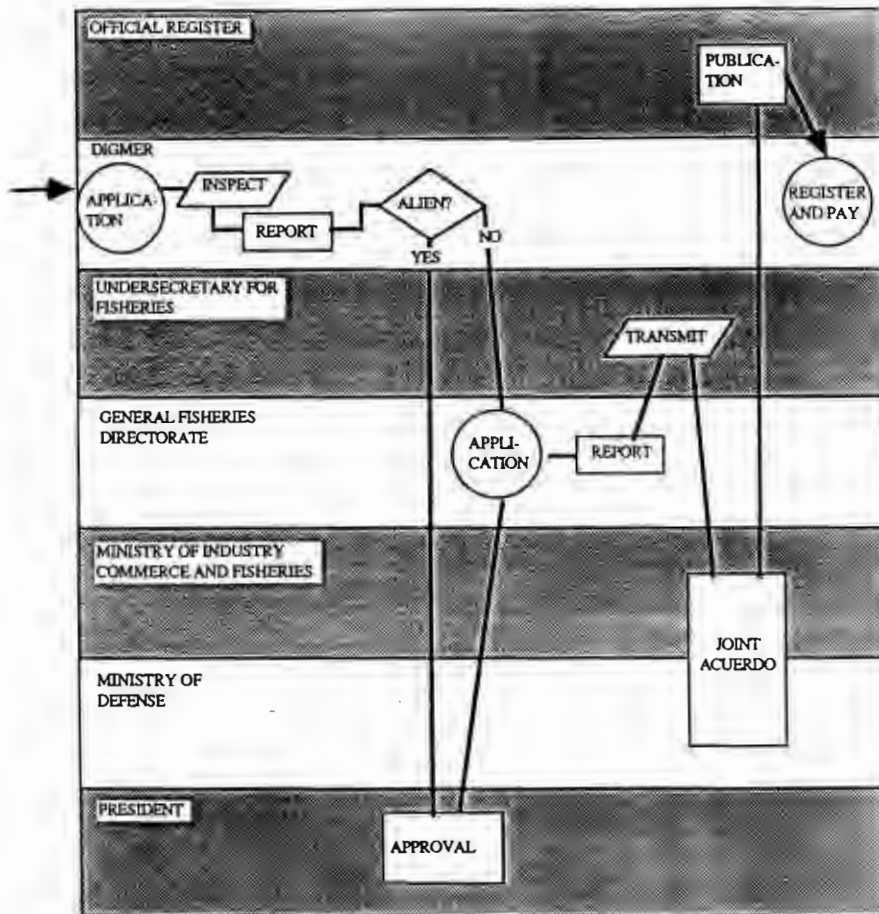 OFFICIAL REGISTER
PUBLICA-
TION
DIGMER
APPLICA-
TION
INSPECT
REPORT
ALIEN?
YES
NO
REGISTER
AND PAY
UNDERSECRETARY FOR
FISHERIES
TRANSMIT
GENERAL FISHERIES
DIRECTORATE
APPLI-
CATION
REPORT
MINISTRY OF INDUSTRY
COMMERCE AND FISHERIES
JOINT
ACUERDO
MINISTRY OF
DEFENSE
PRESIDENT
APPROVAL